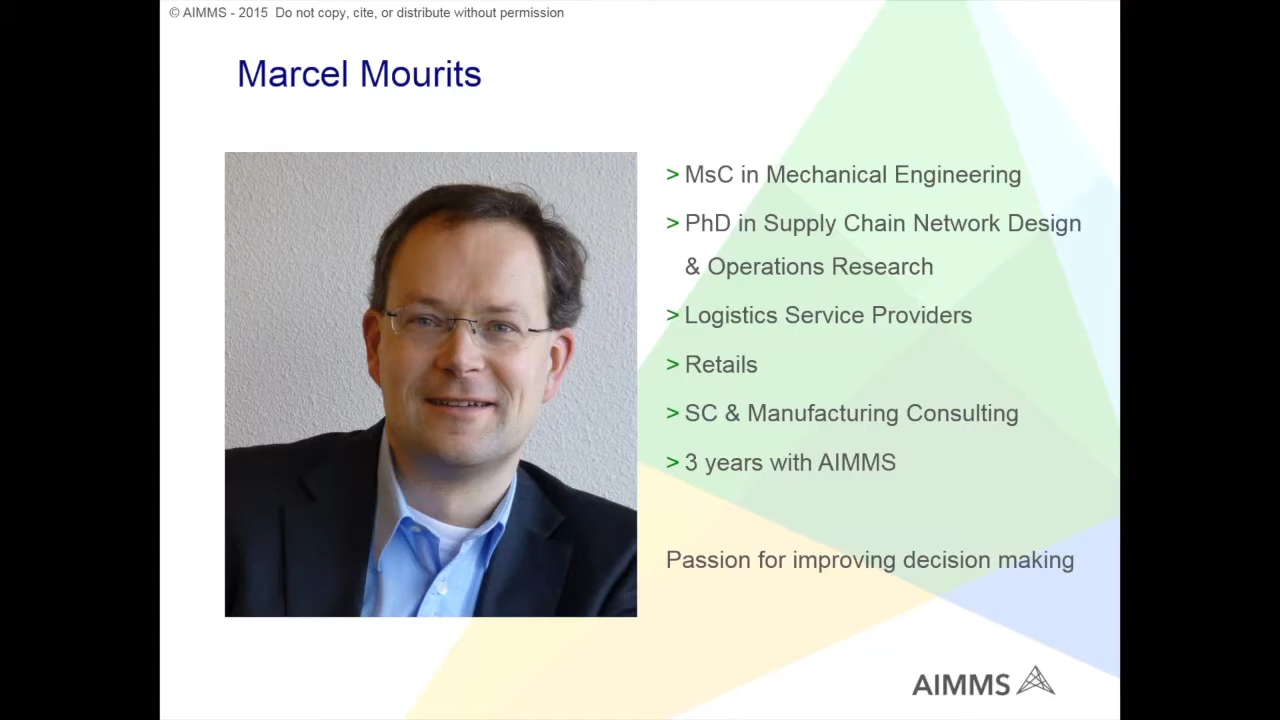 © AIMMS - 2015 Do not copy, cite, or distribute without permission
Marcel Mourits
> MsC in Mechanical Engineering
> PhD in Supply Chain Network Design
& Operations Research
> Logistics Service Providers
> Retails
> SC & Manufacturing Consulting
> 3 years with AIMMS
Passion for improving decision making
AIMMS